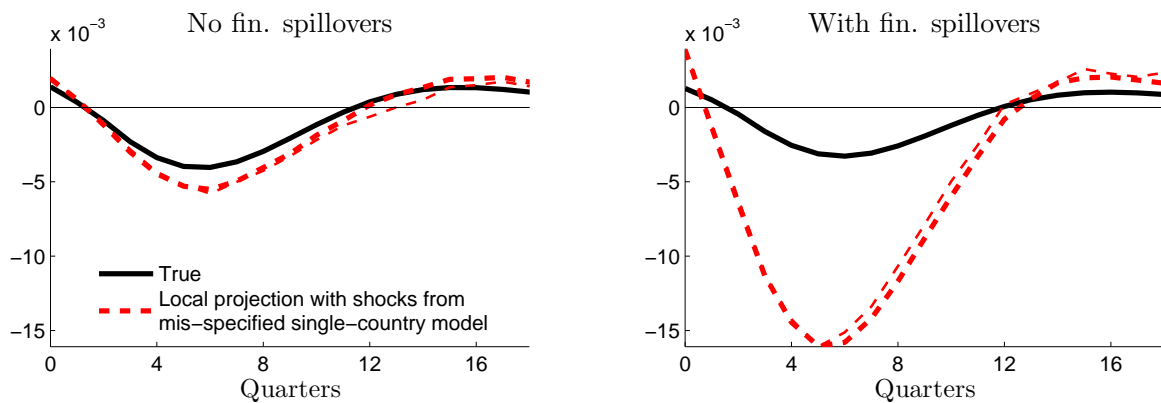 No fin. spillovers
x 10⁻³
0
−5
−10
−15
True
Local projection with shocks from
mis−specified single−country model
0 4 8 12 16
Quarters
With fin. spillovers
x 10⁻³
0
−5
−10
−15
0 4 8 12 16
Quarters